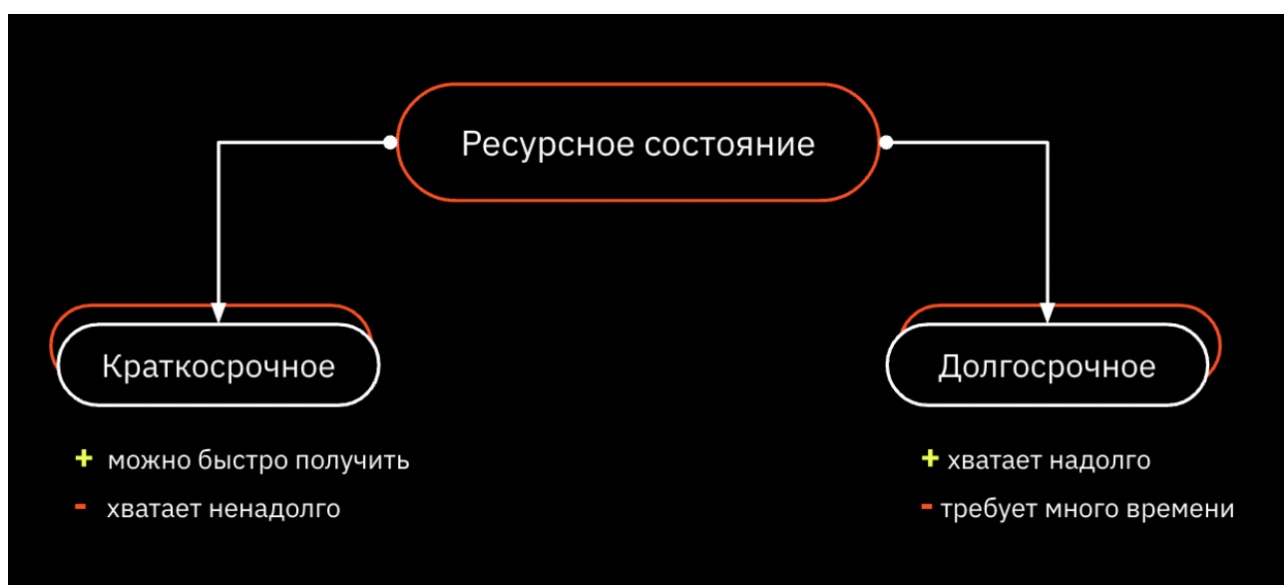 Ресурсное состояние
Краткосрочное
+ можно быстро получить
- хватает ненадолго
Долгосрочное
+ хватает надолго
- требует много времени